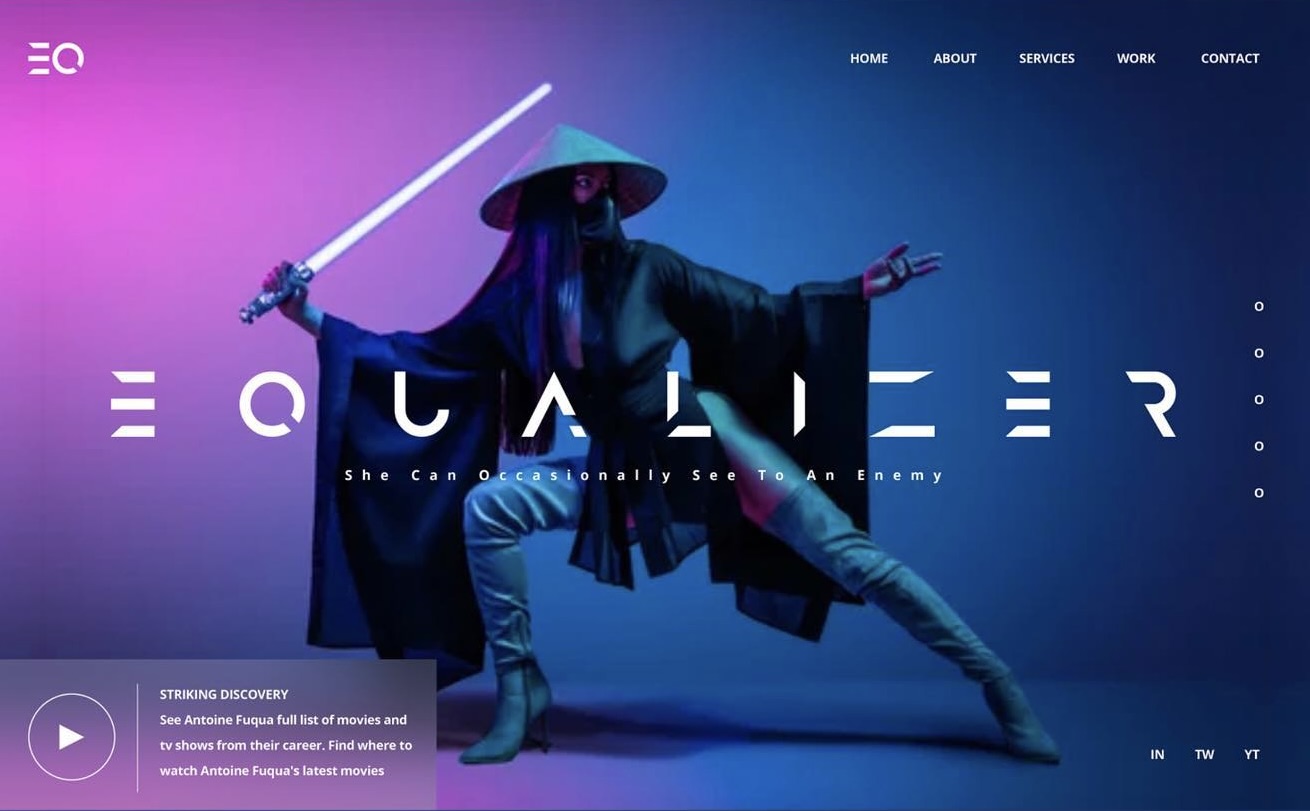 EQ
HOME ABOUT SERVICES WORK CONTACT
EQUALIZER
She Can Occasionally See To An Enemy
STRIKING DISCOVERY
See Antoine Fuqua full list of movies and
tv shows from their career. Find where to
watch Antoine Fuqua's latest movies
IN TW YT